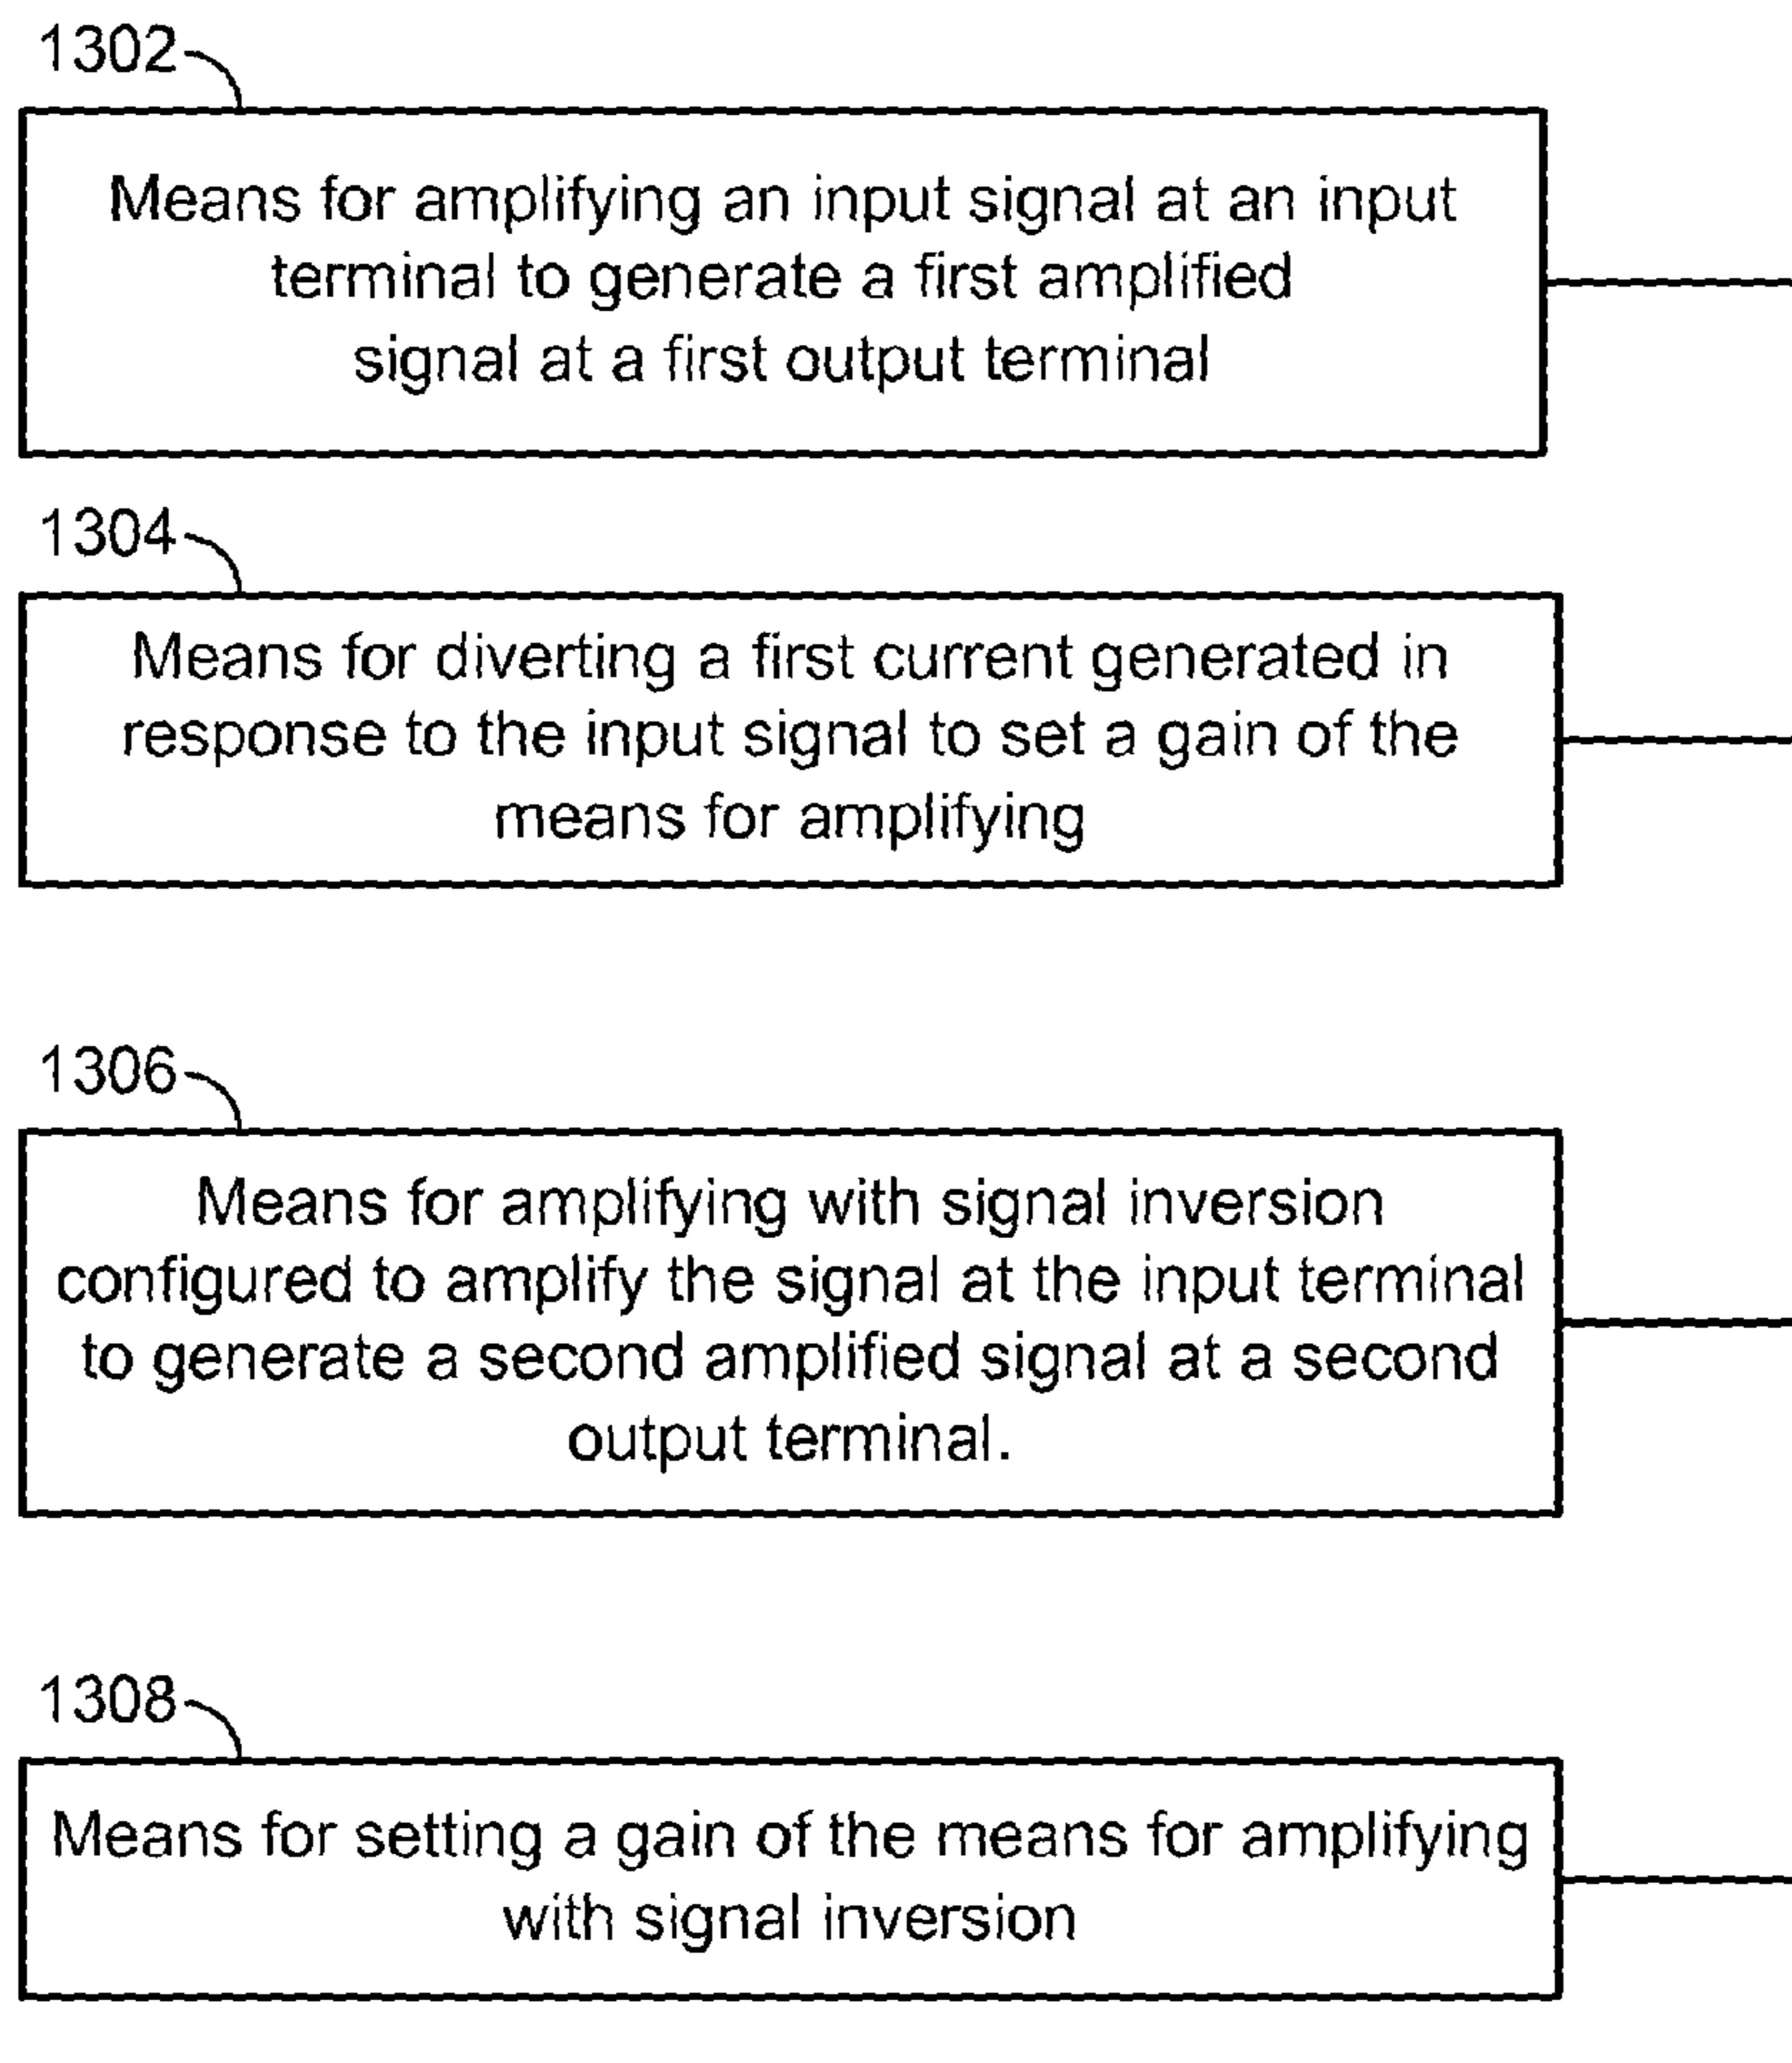 1302
Means for amplifying an input signal at an input
terminal to generate a first amplified
signal at a first output terminal
1304
Means for diverting a first current generated in
response to the input signal to set a gain of the
means for amplifying
1306
Means for amplifying with signal inversion
configured to amplify the signal at the input terminal
to generate a second amplified signal at a second
output terminal.
1308
Means for setting a gain of the means for amplifying
with signal inversion